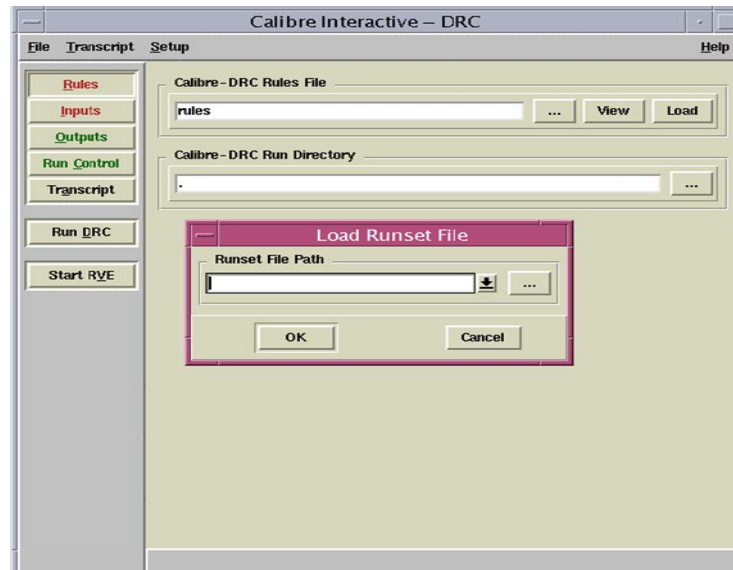 Calibre Interactive – DRC
File Transcript Setup Help
Rules
Inputs
Outputs
Run Control
Transcript
Run DRC
Start RVE
Calibre-DRC Rules File
rules ... View Load
Calibre-DRC Run Directory
. ...
Load Runset File
Runset File Path
...
OK Cancel